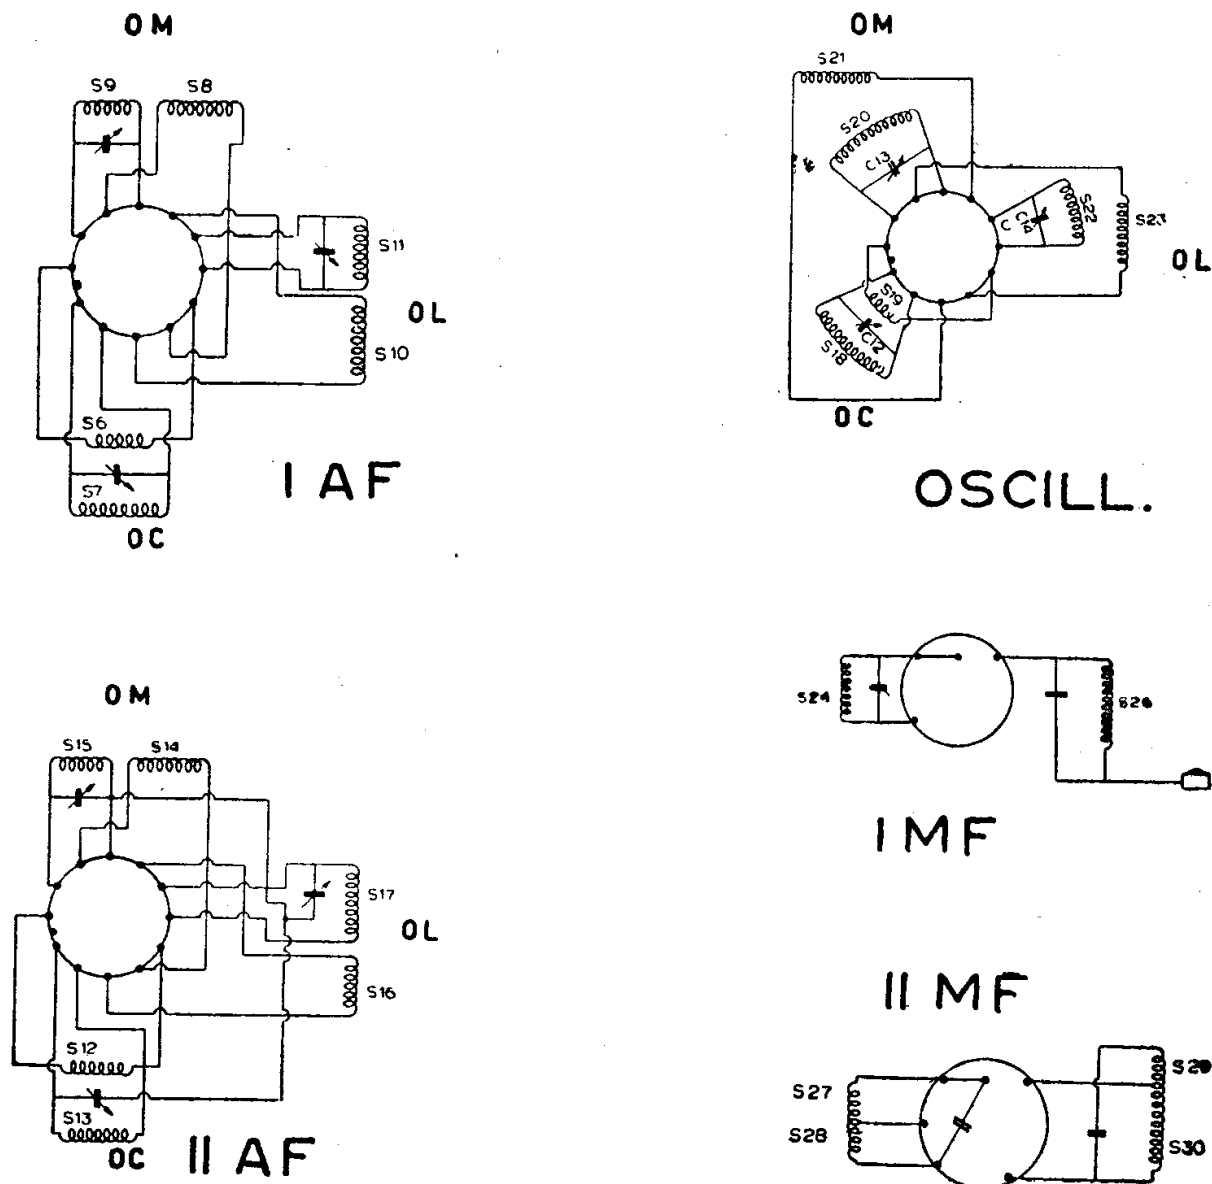 OM
S9
S8
S11
OL
S10
S6
S7
OC
I AF
OM
S21
S20
C13
S22
C14
C
S23
OL
S19
C12
S18
OC
OSCILL.
OM
S15
S14
S17
OL
S16
S12
S13
OC
II AF
S24
S26
I MF
II MF
S27
S28
S29
S30